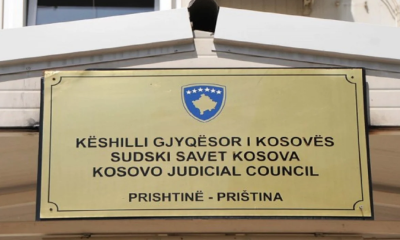 KËSHILLI GJYQËSOR I KOSOVËS
SUDSKI SAVET KOSOVA
KOSOVO JUDICIAL COUNCIL
PRISHTINË - PRIŠTINA